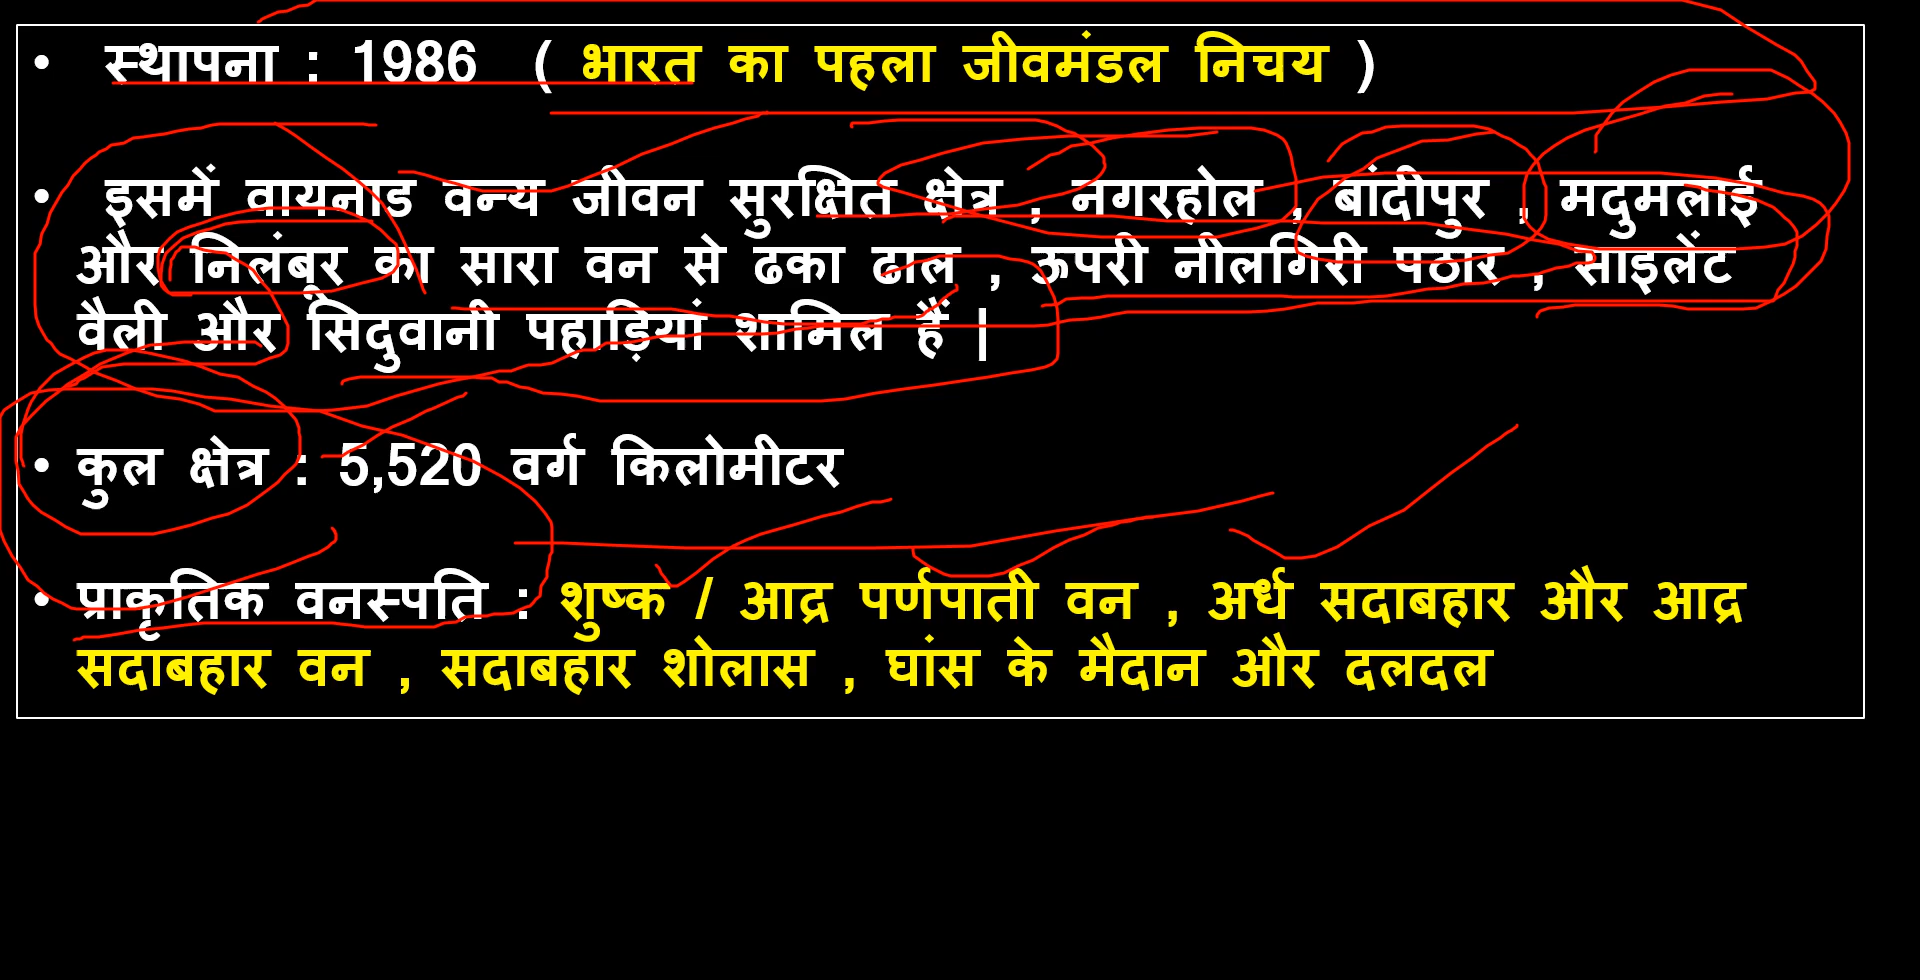 • स्थापना : 1986 ( भारत का पहला जीवमंडल निचय )
• इसमें वायनाड वन्य जीवन सुरक्षित क्षेत्र , नगरहोल , बांदीपुर , मदुमलाई
और निलंबूर का सारा वन से ढका ढाल , ऊपरी नीलगिरी पठार , साइलेंट
वैली और सिदुवानी पहाड़ियां शामिल हैं |
• कुल क्षेत्र : 5,520 वर्ग किलोमीटर
• प्राकृतिक वनस्पति : शुष्क / आद्र पर्णपाती वन , अर्ध सदाबहार और आद्र
सदाबहार वन , सदाबहार शोलास , घांस के मैदान और दलदल